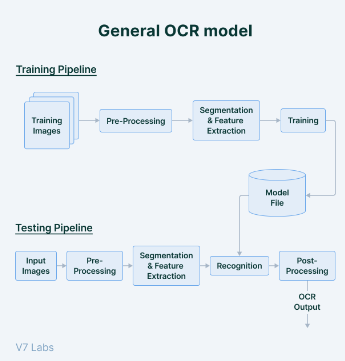 General OCR model
Training Pipeline
Training
Images
Pre-Processing
Segmentation
& Feature
Extraction
Training
Model
File
Testing Pipeline
Input
Images
Pre-
Processing
Segmentation
& Feature
Extraction
Recognition
Post-
Processing
OCR
Output
V7 Labs